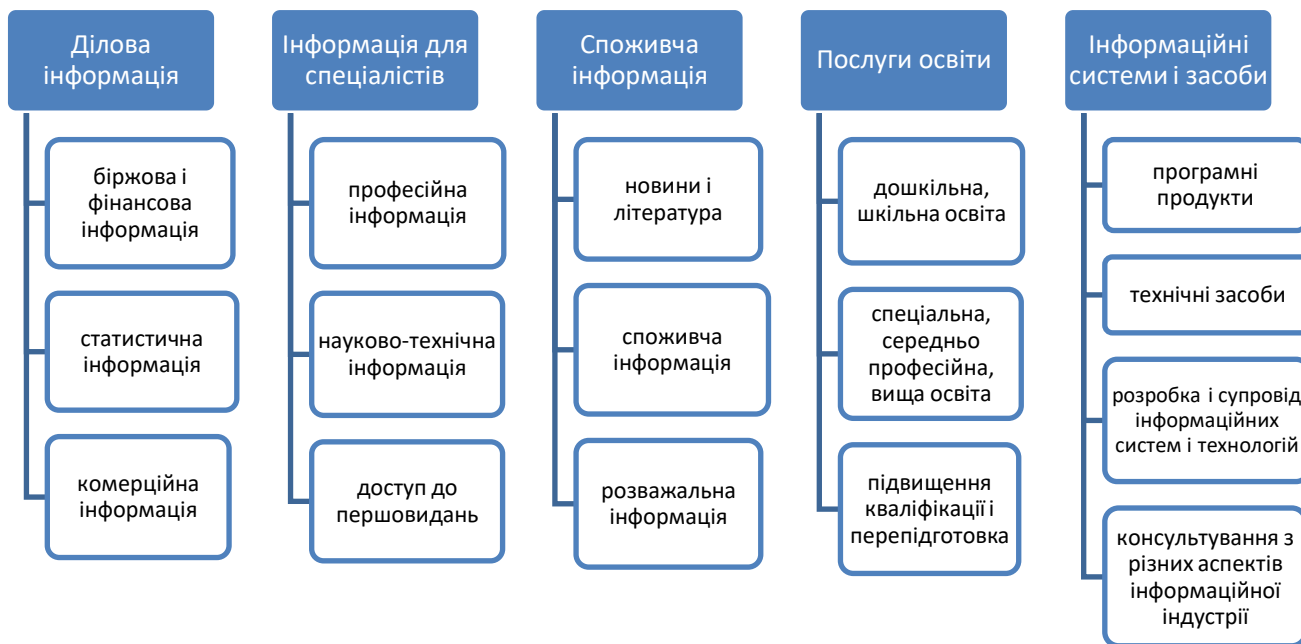 Ділова
інформація
біржова і
фінансова
інформація
статистична
інформація
комерційна
інформація
Інформація для
спеціалістів
професійна
інформація
науково-технічна
інформація
доступ до
першовидань
Споживча
інформація
новини і
література
споживча
інформація
розважальна
інформація
Послуги освіти
дошкільна,
шкільна освіта
спеціальна,
середньо
професійна,
вища освіта
підвищення
кваліфікації і
перепідготовка
Інформаційні
системи і засоби
програмні
продукти
технічні засоби
розробка і супровід
інформаційних
систем і технологій
консультування з
різних аспектів
інформаційної
індустрії